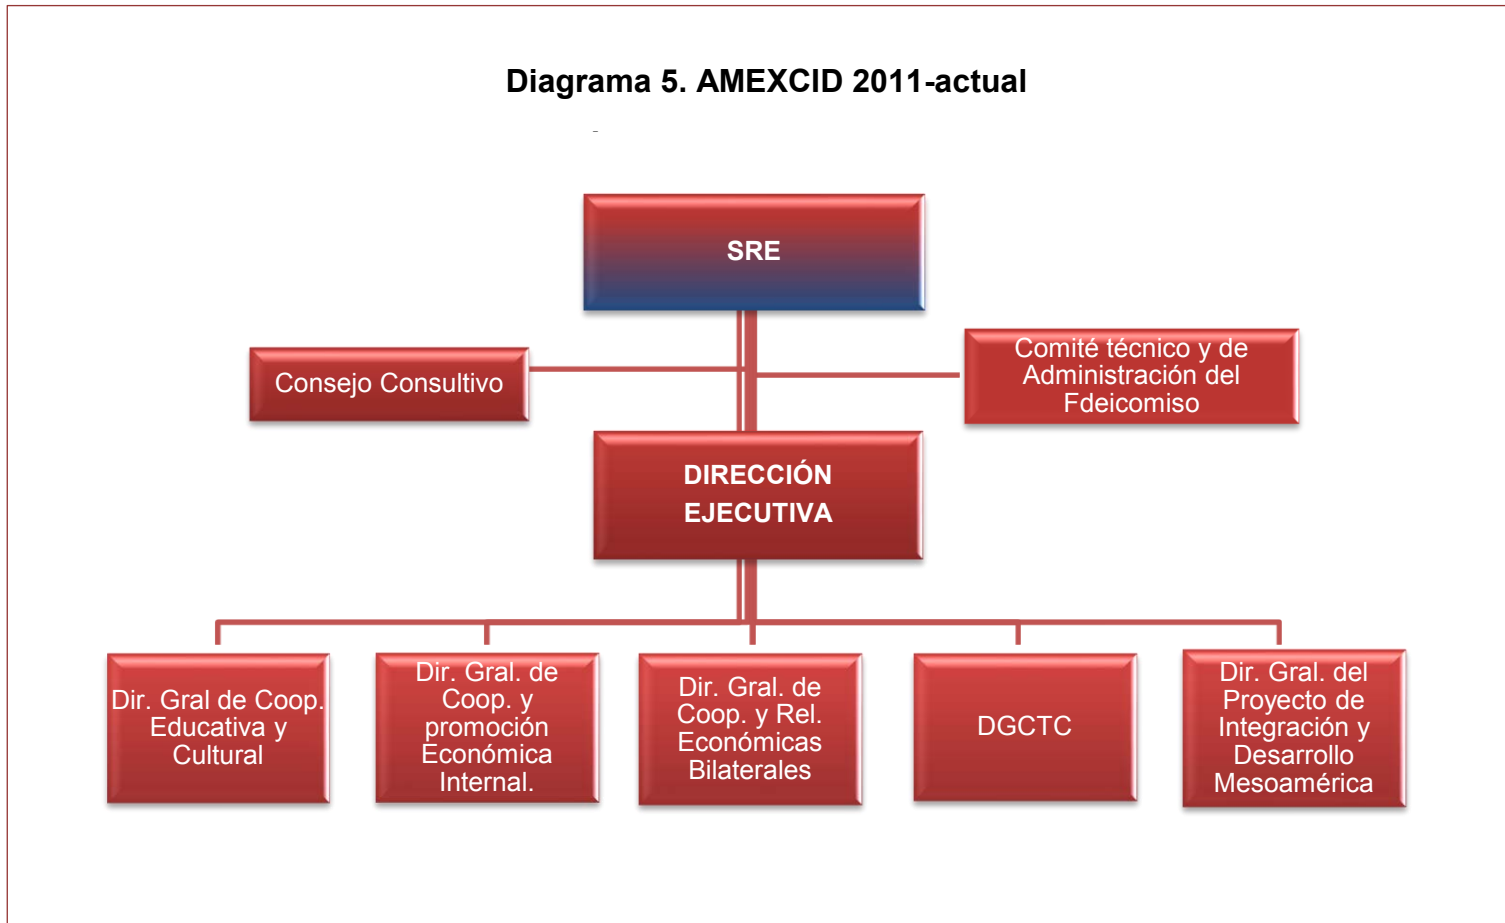 Diagrama 5. AMEXCID 2011-actual
SRE
Consejo Consultivo
Comité técnico y de
Administración del
Fdeicomiso
DIRECCIÓN
EJECUTIVA
Dir. Gral de Coop.
Educativa y
Cultural
Dir. Gral. de
Coop. y
promoción
Económica
Internal.
Dir. Gral. de
Coop. y Rel.
Económicas
Bilaterales
DGCTC
Dir. Gral. del
Proyecto de
Integración y
Desarrollo
Mesoamérica